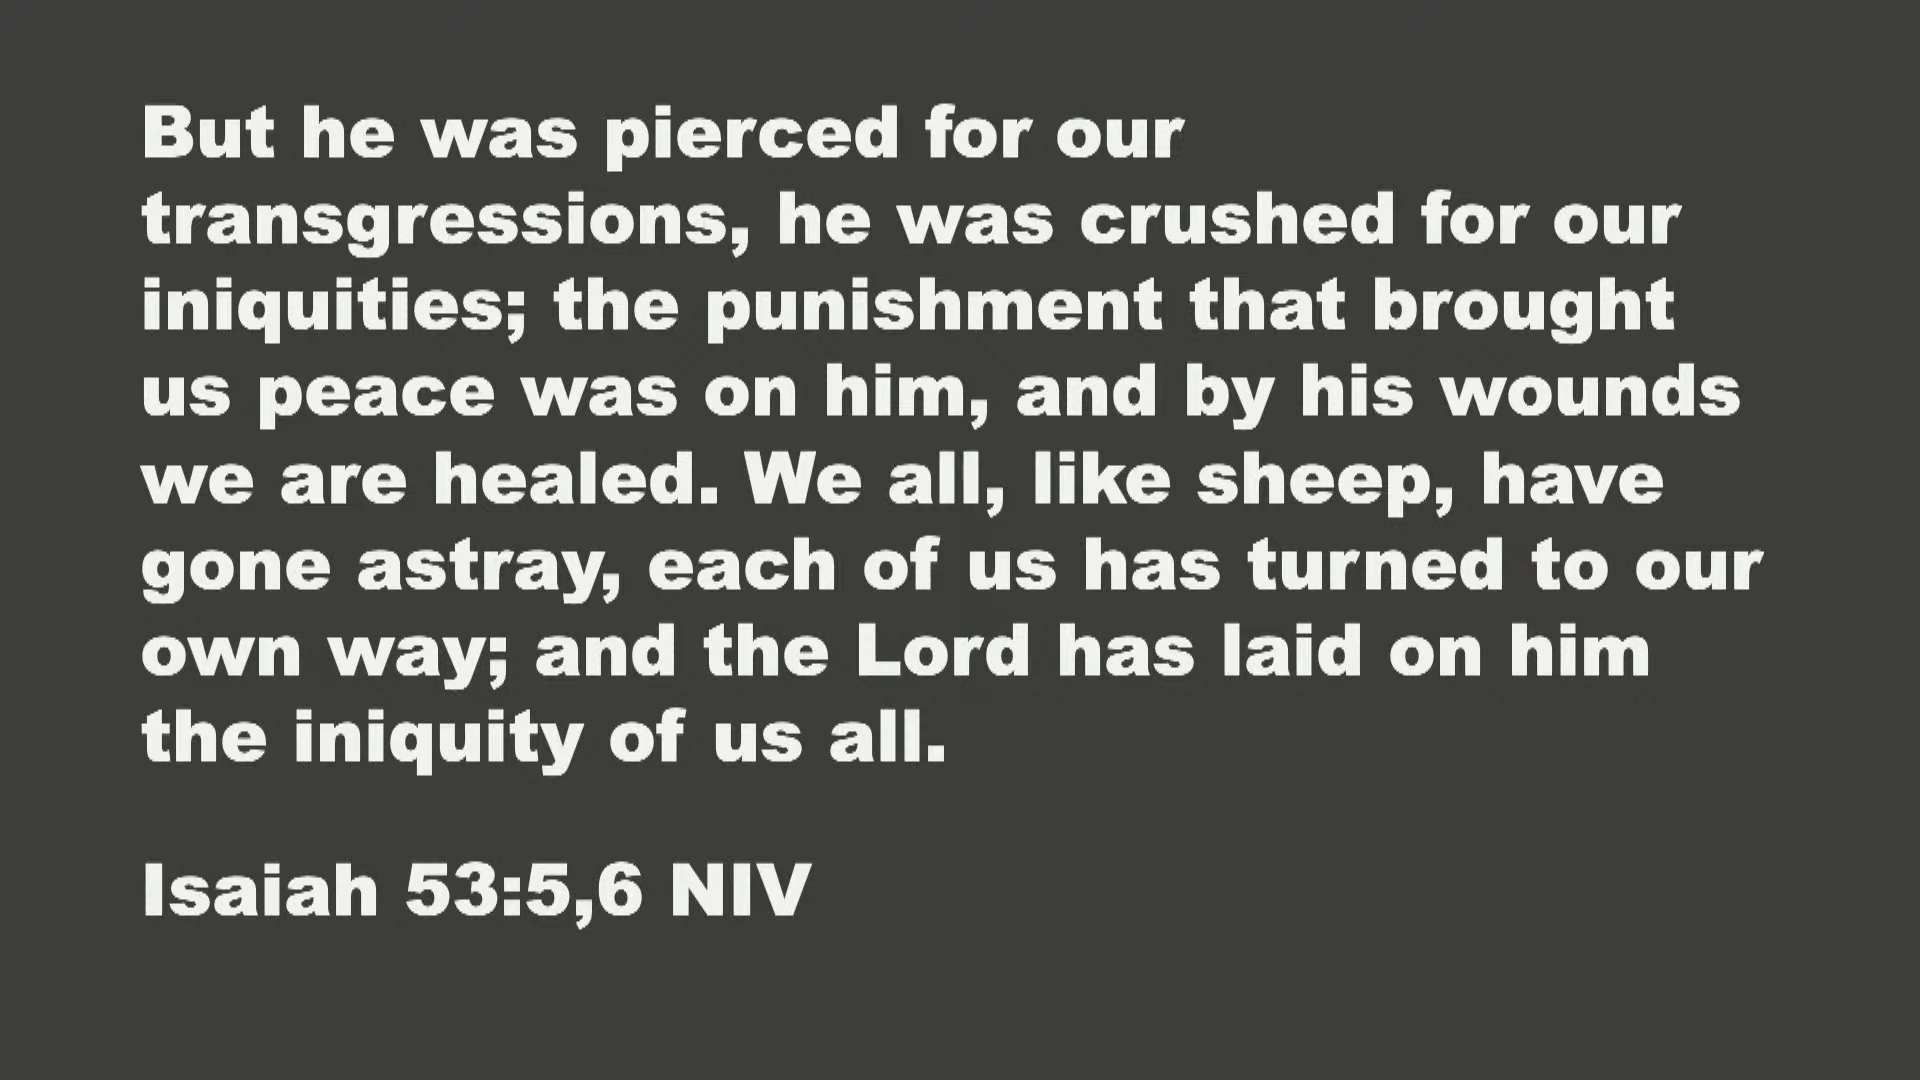 But he was pierced for our
transgressions, he was crushed for our
iniquities; the punishment that brought
us peace was on him, and by his wounds
we are healed. We all, like sheep, have
gone astray, each of us has turned to our
own way; and the Lord has laid on him
the iniquity of us all.
Isaiah 53:5,6 NIV